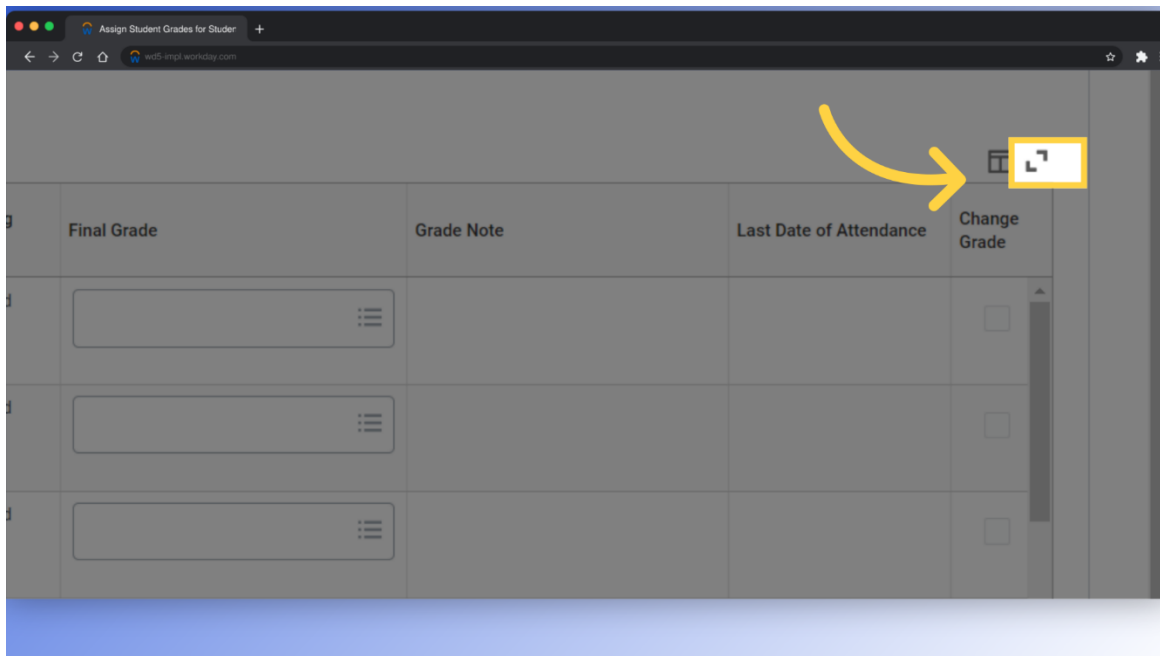 Assign Student Grades for Studer
wd5-impl.workday.com
g
Final Grade
Grade Note
Last Date of Attendance
Change
Grade
d
d
d